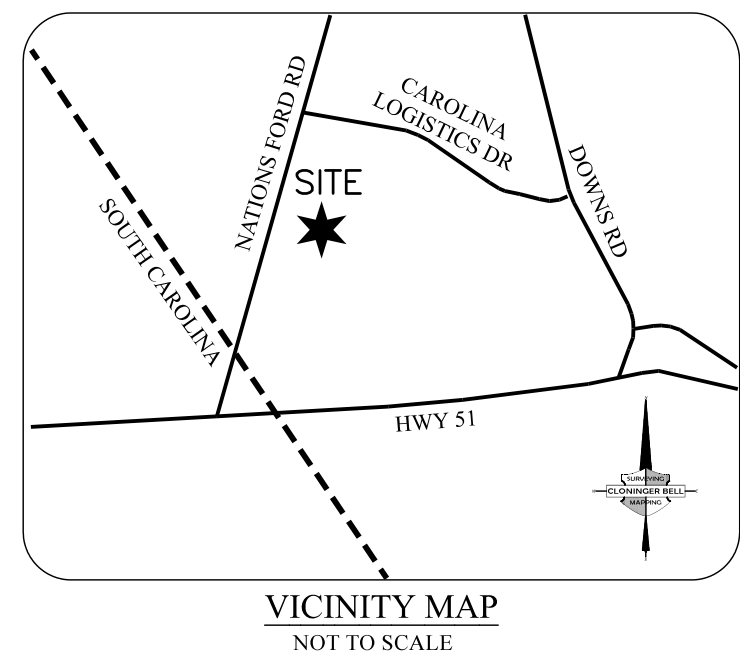 NATIONS FORD RD
CAROLINA
LOGISTICS DR
DOWNS RD
SITE
SOUTH CAROLINA
HWY 51
SURVEYING
CLONINGER BELL
MAPPING
VICINITY MAP
NOT TO SCALE